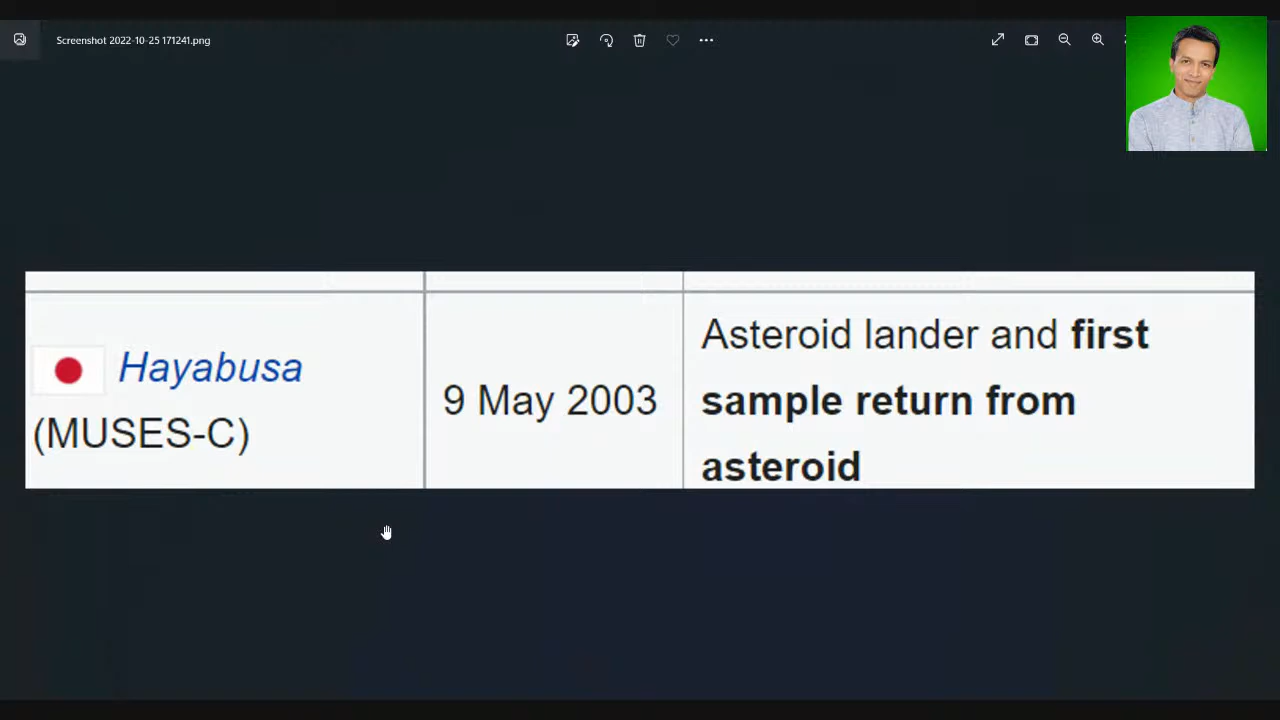 Screenshot 2022-10-25 171241.png
Hayabusa
(MUSES-C)
9 May 2003
Asteroid lander and first
sample return from
asteroid